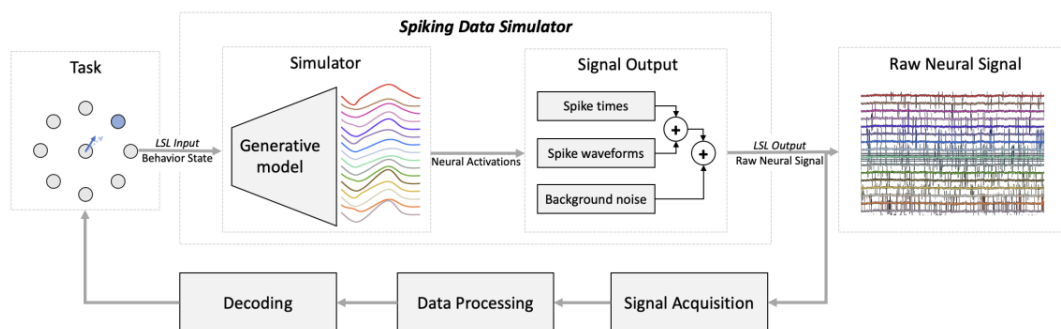 Spiking Data Simulator
Task
Simulator
Signal Output
Raw Neural Signal
LSL Input
Behavior State
Generative
model
Neural Activations
Spike times
Spike waveforms
Background noise
+
+
LSL Output
Raw Neural Signal
Decoding
Data Processing
Signal Acquisition